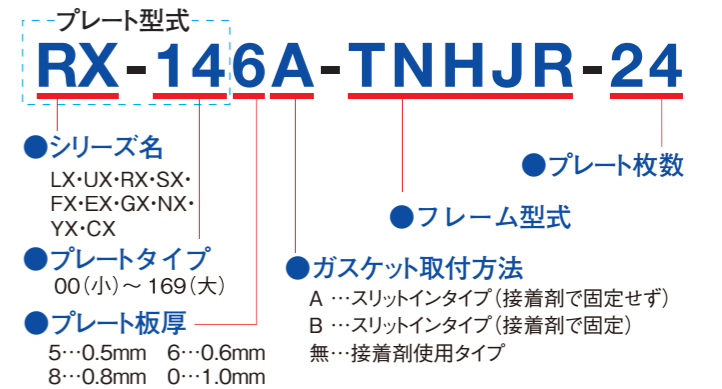 プレート型式
RX-146A-TNHJR-24
●シリーズ名
LX･UX･RX･SX･
FX･EX･GX･NX･
YX･CX
●プレートタイプ
00（小）～169（大）
●プレート板厚
5…0.5mm 6…0.6mm
8…0.8mm 0…1.0mm
●プレート枚数
●フレーム型式
●ガスケット取付方法
A …スリットインタイプ（接着剤で固定せず）
B …スリットインタイプ（接着剤で固定）
無…接着剤使用タイプ